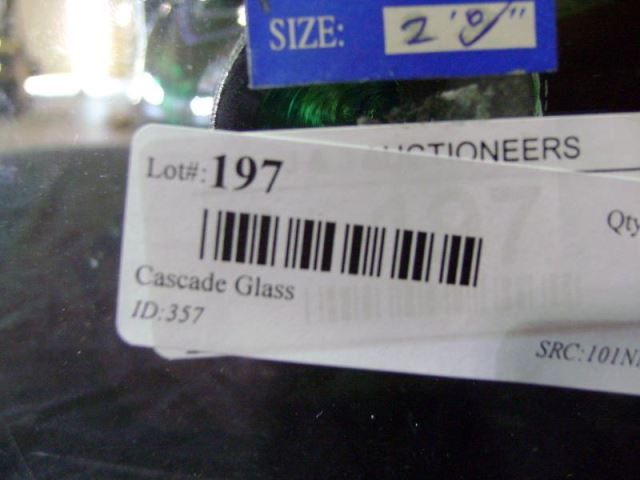 SIZE: 2'0/"
UCTIONEERS
Lot#: 197
Qty
Cascade Glass
ID:357
SRC:101N